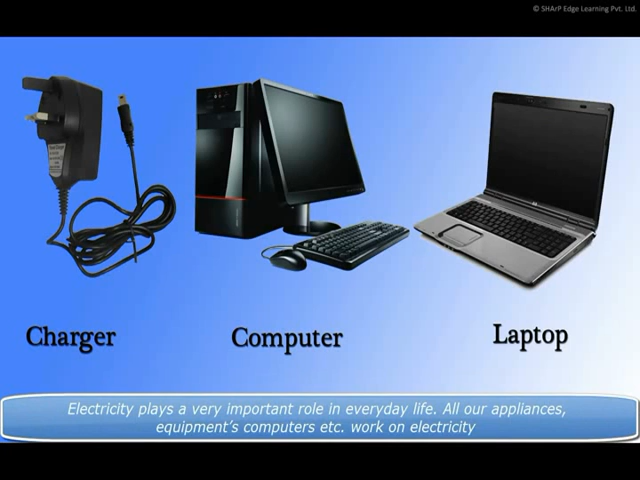 © SHArP Edge Learning Pvt. Ltd.
Charger
Computer
Laptop
Electricity plays a very important role in everyday life. All our appliances,
equipment's computers etc. work on electricity